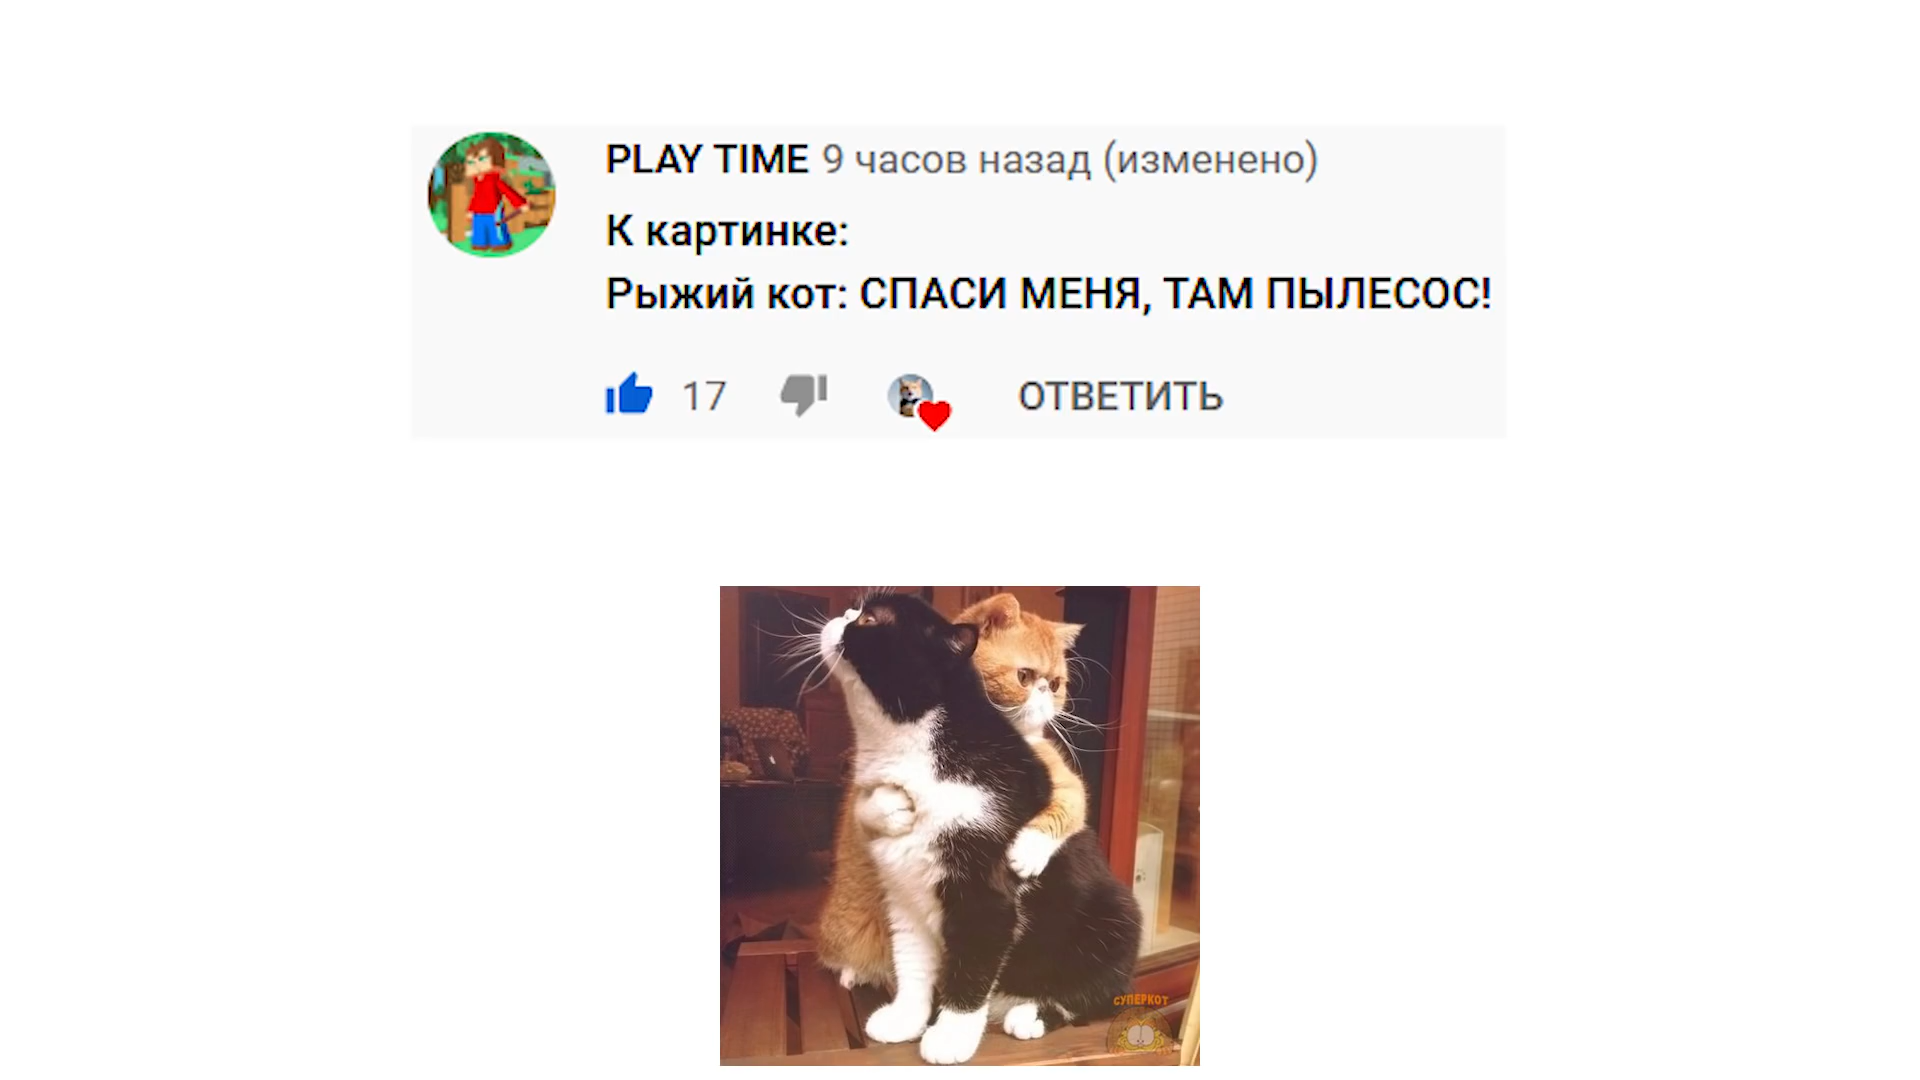 PLAY TIME 9 часов назад (изменено)
К картинке:
Рыжий кот: СПАСИ МЕНЯ, ТАМ ПЫЛЕСОС!
17 ОТВЕТИТЬ
СУПЕРКОТ